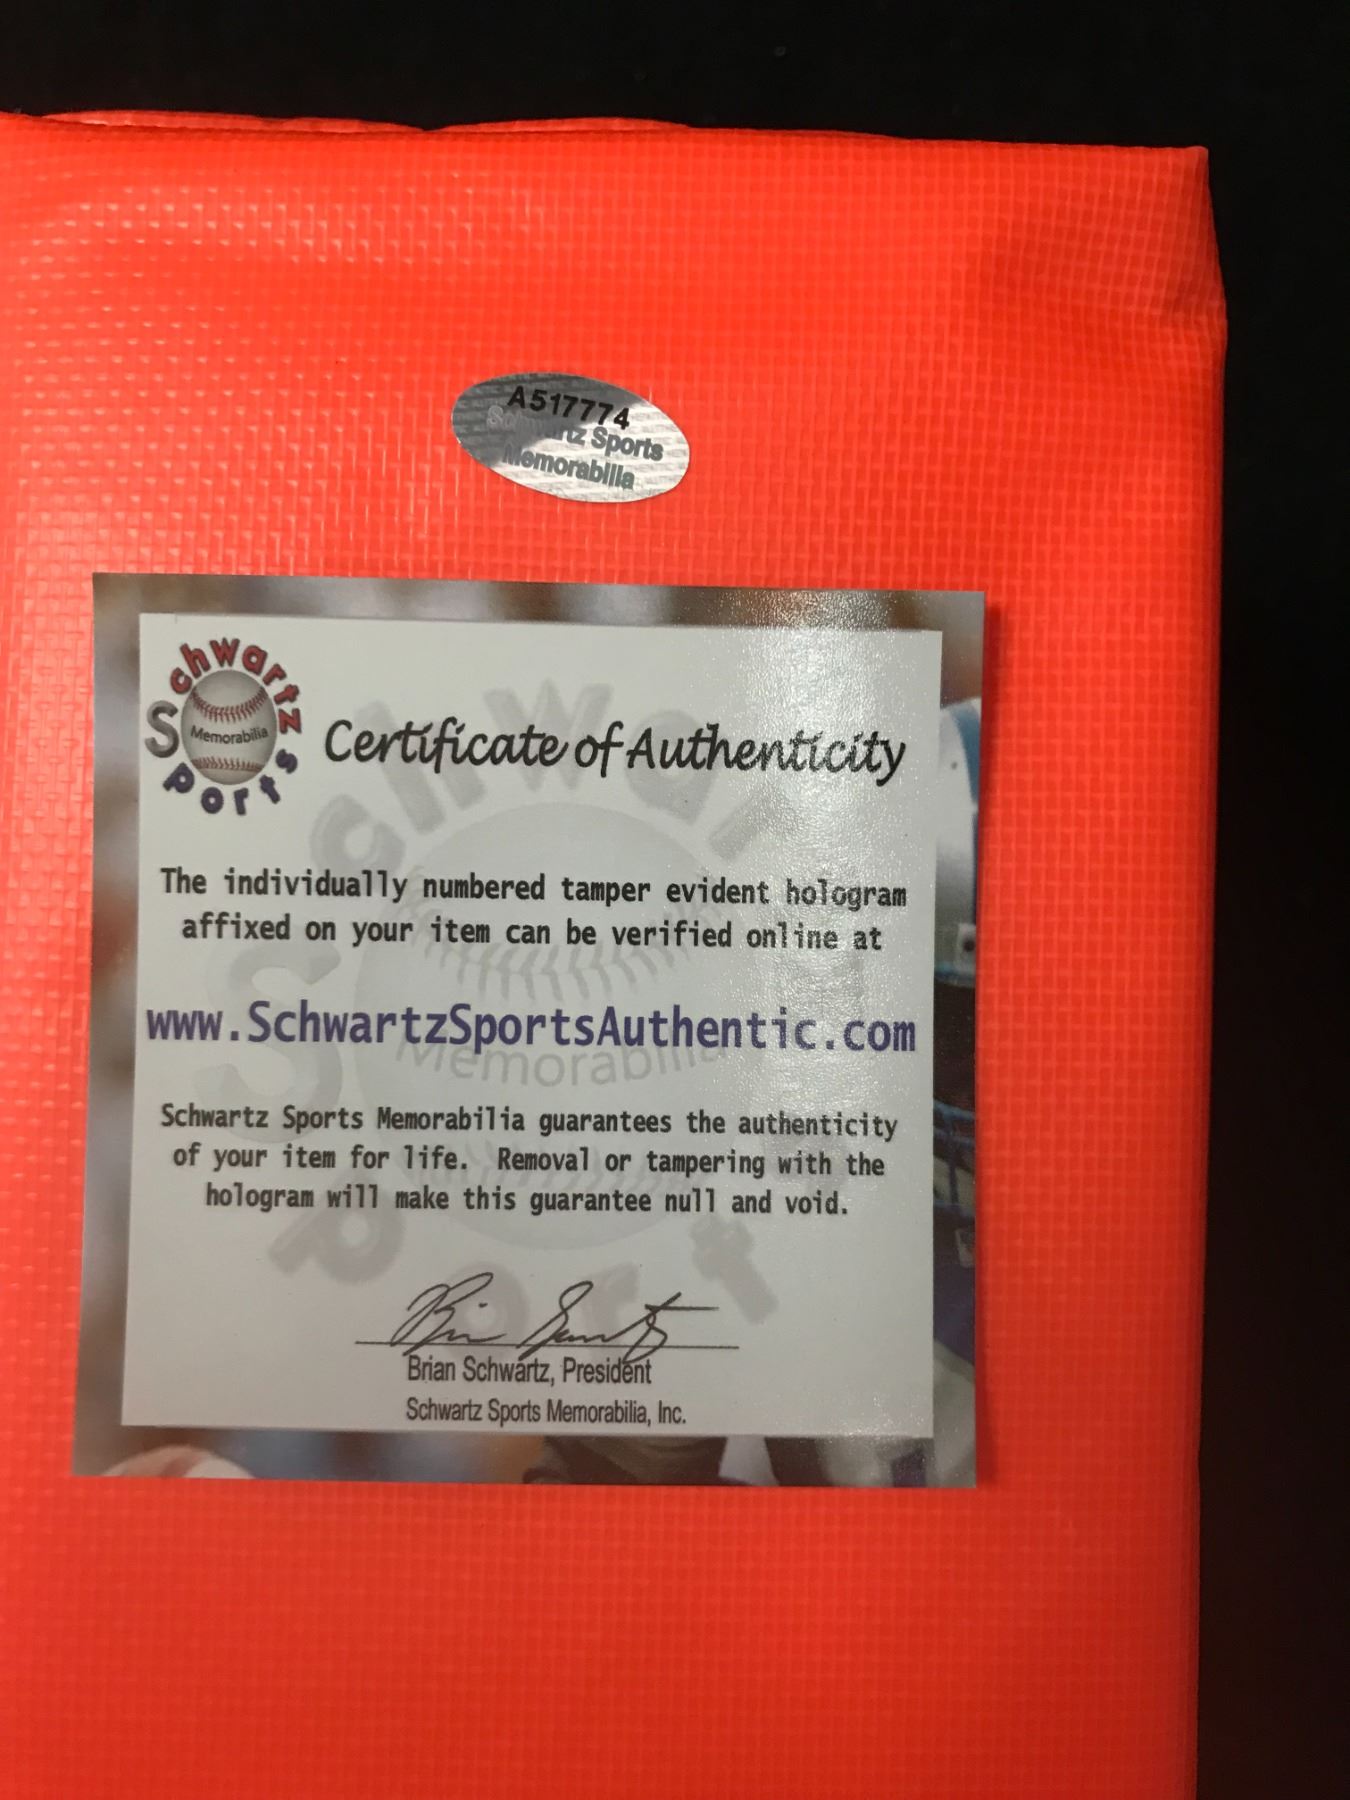 A517774
Schwartz Sports
Memorabilia
Schwartz
Sports
Memorabilia
Certificate of Authenticity
The individually numbered tamper evident hologram
affixed on your item can be verified online at
www.SchwartzSportsAuthentic.com
Schwartz Sports Memorabilia guarantees the authenticity
of your item for life. Removal or tampering with the
hologram will make this guarantee null and void.
Brian Schwartz
Brian Schwartz, President
Schwartz Sports Memorabilia, Inc.